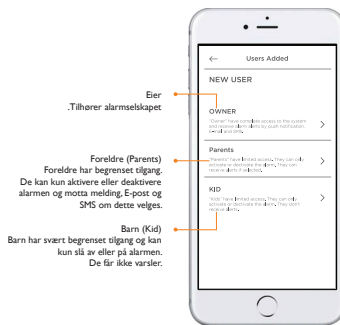 Eier
.Tilhører alarmselskapet
Foreldre (Parents)
Foreldre har begrenset tilgang.
De kan kun aktivere eller deaktivere
alarmen og motta melding, E-post og
SMS om dette velges.
Barn (Kid)
Barn har svært begrenset tilgang og kan
kun slå av eller på alarmen.
De får ikke varsler.
Users Added
NEW USER
OWNER
"Owner" have complete access to the system
and receive alarm alerts by push notification,
E-mail and SMS.
Parents
"Parents" have limited access. They can only
activate or deactivate the alarm. They can
receive alerts if selected.
KID
"Kids" have limited access. They can only
activate or deactivate the alarm. They don't
receive alerts.